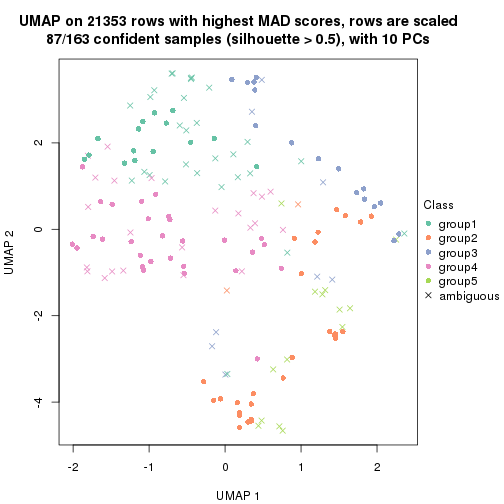 UMAP on 21353 rows with highest MAD scores, rows are scaled
87/163 confident samples (silhouette > 0.5), with 10 PCs
2
0
-2
-4
UMAP 2
-2 -1 0 1 2
UMAP 1
Class
group1
group2
group3
group4
group5
ambiguous